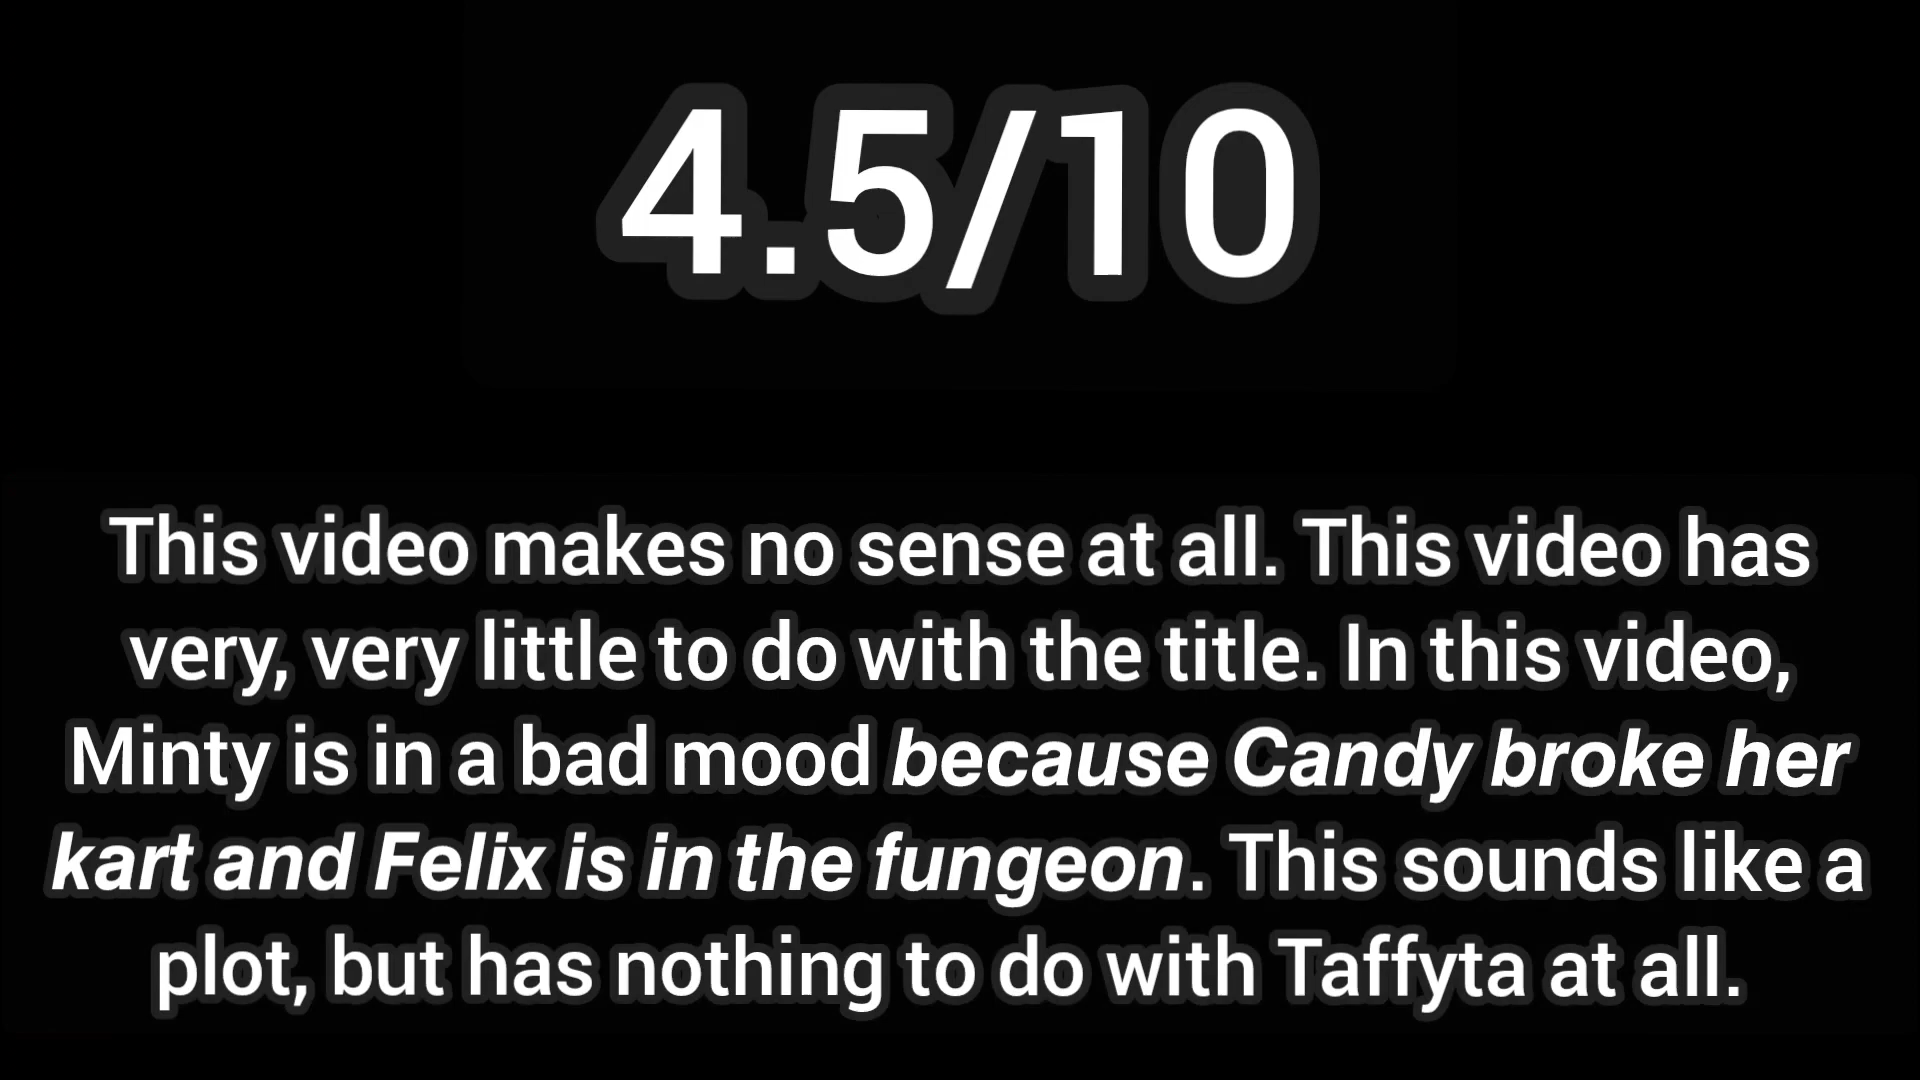 4.5/10
This video makes no sense at all. This video has
very, very little to do with the title. In this video,
Minty is in a bad mood because Candy broke her
kart and Felix is in the fungeon. This sounds like a
plot, but has nothing to do with Taffyta at all.